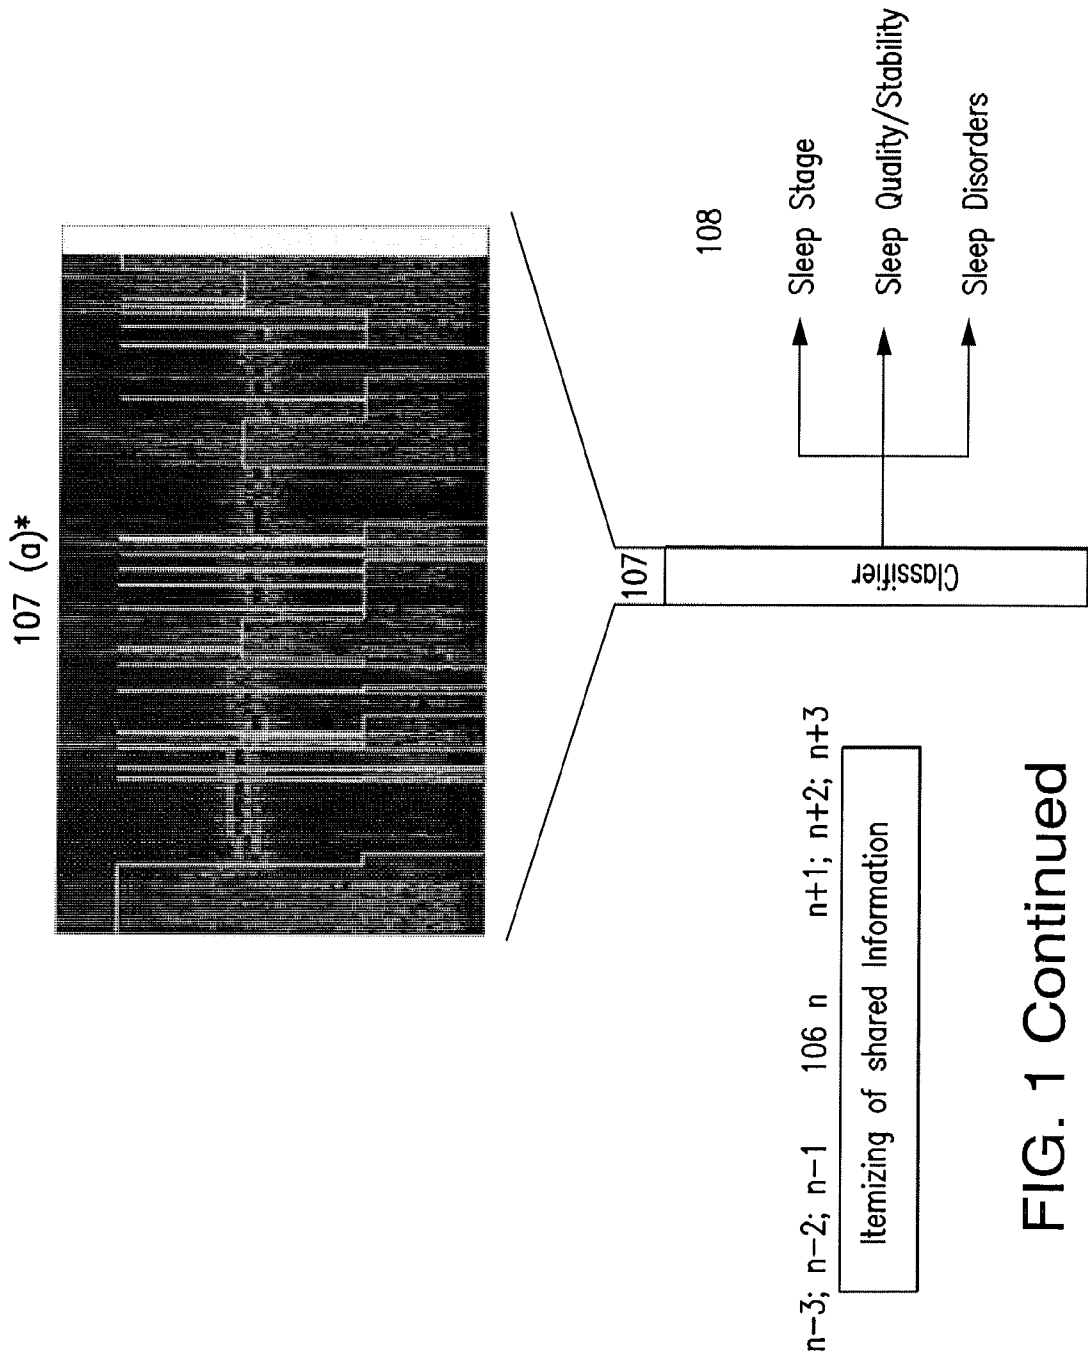 107 (a)*
107
Classifier
108
Sleep Stage
Sleep Quality/Stability
Sleep Disorders
n−3; n−2; n−1 106 n n+1; n+2; n+3
Itemizing of shared Information
FIG. 1 Continued